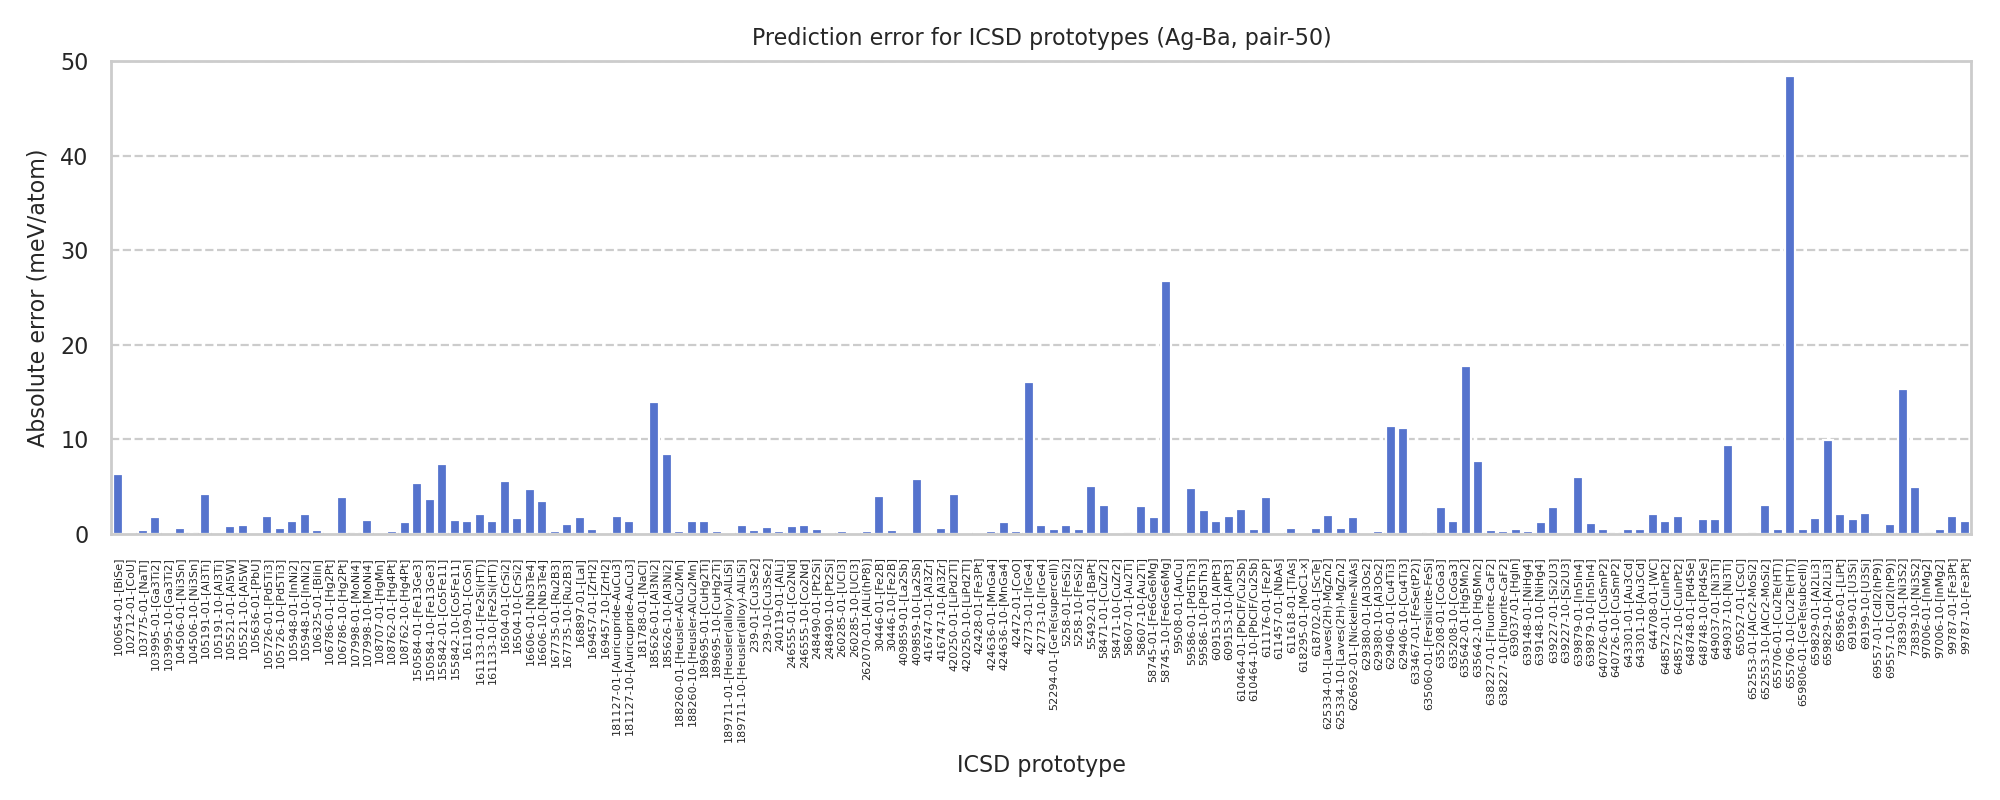 Prediction error for ICSD prototypes (Ag-Ba, pair-50)
Absolute error (meV/atom)
50
40
30
20
10
0
100654-01-[BiSe]
102712-01-[CoU]
103775-01-[NaTl]
103995-01-[Ga3Ti2]
103995-10-[Ga3Ti2]
104506-01-[Ni3Sn]
104506-10-[Ni3Sn]
105191-01-[Al3Ti]
105191-10-[Al3Ti]
105521-01-[Al5W]
105521-10-[Al5W]
105636-01-[PbU]
105726-01-[Pd5Ti3]
105726-10-[Pd5Ti3]
105948-01-[InNi2]
105948-10-[InNi2]
106325-01-[BiIn]
106786-01-[Hg2Pt]
106786-10-[Hg2Pt]
107998-01-[MoNi4]
107998-10-[MoNi4]
108707-01-[HgMn]
108762-01-[Hg4Pt]
108762-10-[Hg4Pt]
150584-01-[Fe13Ge3]
150584-10-[Fe13Ge3]
155842-01-[Co5Fe11]
155842-10-[Co5Fe11]
161109-01-[CoSn]
161133-01-[Fe2Si(HT)]
161133-10-[Fe2Si(HT)]
16504-01-[CrSi2]
16504-10-[CrSi2]
16606-01-[Nb3Te4]
16606-10-[Nb3Te4]
167735-01-[Ru2B3]
167735-10-[Ru2B3]
168897-01-[LaI]
169457-01-[ZrH2]
169457-10-[ZrH2]
181127-01-[Auricupride-AuCu3]
181127-10-[Auricupride-AuCu3]
181788-01-[NaCl]
185626-01-[Al3Ni2]
185626-10-[Al3Ni2]
188260-01-[Heusler-AlCu2Mn]
188260-10-[Heusler-AlCu2Mn]
189695-01-[CuHg2Ti]
189695-10-[CuHg2Ti]
189711-01-[Heusler(alloy)-AlLiSi]
189711-10-[Heusler(alloy)-AlLiSi]
239-01-[Cu3Se2]
239-10-[Cu3Se2]
240119-01-[AlLi]
246555-01-[Co2Nd]
246555-10-[Co2Nd]
248490-01-[Pt2Si]
248490-10-[Pt2Si]
260285-01-[UCl3]
260285-10-[UCl3]
262070-01-[AlLi(hP8)]
30446-01-[Fe2B]
30446-10-[Fe2B]
409859-01-[La2Sb]
409859-10-[La2Sb]
416747-01-[Al3Zr]
416747-10-[Al3Zr]
420250-01-[LiPd2Tl]
420250-10-[LiPd2Tl]
42428-01-[Fe3Pt]
424636-01-[MnGa4]
424636-10-[MnGa4]
42472-01-[CoO]
42773-01-[IrGe4]
42773-10-[IrGe4]
52294-01-[GeTe(supercell)]
5258-01-[FeSi2]
5258-10-[FeSi2]
55492-01-[BaPt]
58471-01-[CuZr2]
58471-10-[CuZr2]
58607-01-[Au2Ti]
58607-10-[Au2Ti]
58745-01-[Fe6Ge6Mg]
58745-10-[Fe6Ge6Mg]
59508-01-[AuCu]
59586-01-[Pd5Th3]
59586-10-[Pd5Th3]
609153-01-[AlPt3]
609153-10-[AlPt3]
610464-01-[PbClF/Cu2Sb]
610464-10-[PbClF/Cu2Sb]
611176-01-[Fe2P]
611457-01-[NbAs]
611618-01-[TiAs]
618295-01-[MoC1-x]
618702-01-[ScTe]
625334-01-[Laves(2H)-MgZn2]
625334-10-[Laves(2H)-MgZn2]
626692-01-[Nickeline-NiAs]
629380-01-[Al3Os2]
629380-10-[Al3Os2]
629406-01-[Cu4Ti3]
629406-10-[Cu4Ti3]
633467-01-[FeSe(tP2)]
635060-01-[Fersilicite-FeSi]
635208-01-[CoGa3]
635208-10-[CoGa3]
635642-01-[Hg5Mn2]
635642-10-[Hg5Mn2]
638227-01-[Fluorite-CaF2]
638227-10-[Fluorite-CaF2]
639037-01-[HgIn]
639148-01-[NiHg4]
639148-10-[NiHg4]
639227-01-[Si2U3]
639227-10-[Si2U3]
639879-01-[In5In4]
639879-10-[In5In4]
640726-01-[CuSmP2]
640726-10-[CuSmP2]
643301-01-[Au3Cd]
643301-10-[Au3Cd]
644708-01-[WC]
648572-01-[CuInPt2]
648572-10-[CuInPt2]
648748-01-[Pd4Se]
648748-10-[Pd4Se]
649037-01-[Ni3Ti]
649037-10-[Ni3Ti]
650527-01-[CsCl]
652553-01-[AlCr2-MoSi2]
652553-10-[AlCr2-MoSi2]
655706-01-[Cu2Te(HT)]
655706-10-[Cu2Te(HT)]
659806-01-[GeTe(subcell)]
659829-01-[Al2Li3]
659829-10-[Al2Li3]
659856-01-[LiPt]
69199-01-[U3Si]
69199-10-[U3Si]
69557-01-[CdI2(hP9)]
69557-10-[CdI2(hP9)]
73839-01-[Ni3S2]
73839-10-[Ni3S2]
97006-01-[InMg2]
97006-10-[InMg2]
99787-01-[Fe3Pt]
99787-10-[Fe3Pt]
ICSD prototype